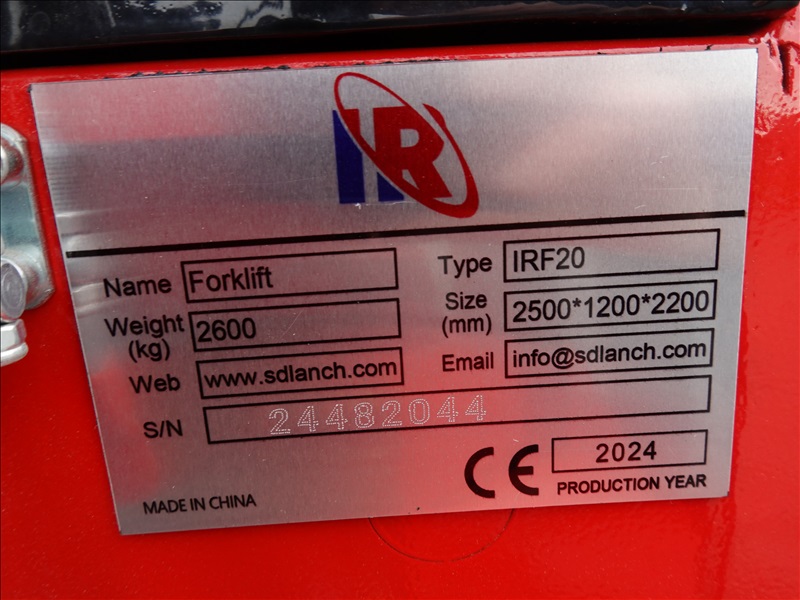 IR
Name Forklift Type IRF20
Weight (kg) 2600 Size (mm) 2500*1200*2200
Web www.sdlanch.com Email info@sdlanch.com
S/N 24482044
CE 2024
MADE IN CHINA PRODUCTION YEAR